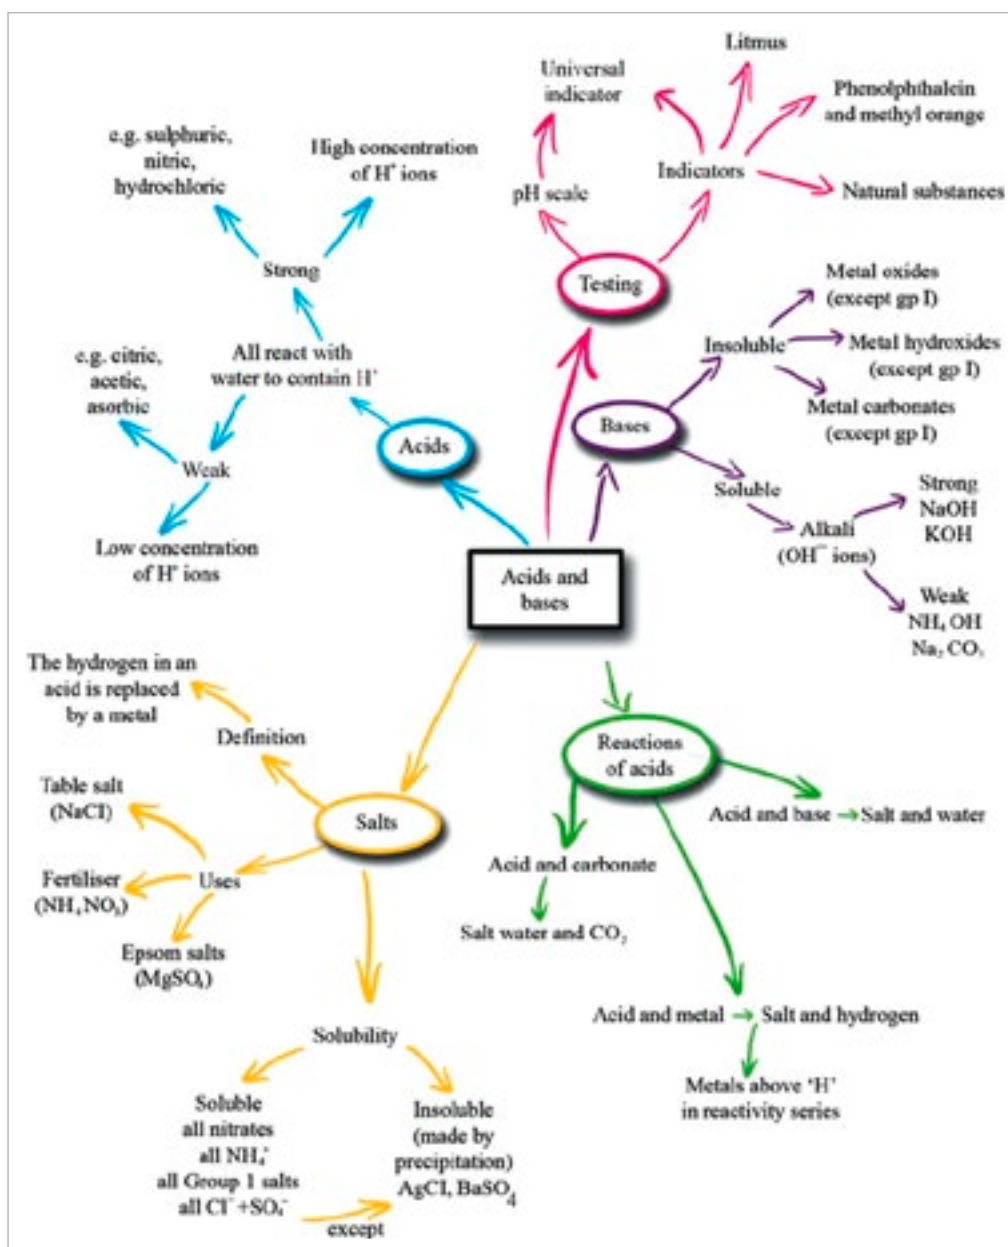 Litmus
Universal
indicator
Phenolphthalein
and methyl orange
Indicators
pH scale
Natural substances
Testing
e.g. sulphuric,
nitric,
hydrochloric
High concentration
of H⁺ ions
Strong
All react with
water to contain H⁺
e.g. citric,
acetic,
asorbic
Acids
Weak
Low concentration
of H⁺ ions
Metal oxides
(except gp I)
Insoluble
Metal hydroxides
(except gp I)
Metal carbonates
(except gp I)
Bases
Soluble
Alkali
(OH⁻ ions)
Strong
NaOH
KOH
Weak
NH₄ OH
Na₂ CO₃
Acids and
bases
The hydrogen in an
acid is replaced
by a metal
Definition
Table salt
(NaCl)
Salts
Fertiliser
(NH₄ NO₃)
Uses
Epsom salts
(MgSO₄)
Solubility
Soluble
all nitrates
all NH₄⁺
all Group 1 salts
all Cl⁻ +SO₄⁻
except
Insoluble
(made by
precipitation)
AgCl, BaSO₄
Reactions
of acids
Acid and base → Salt and water
Acid and carbonate
Salt water and CO₂
Acid and metal → Salt and hydrogen
Metals above ‘H’
in reactivity series